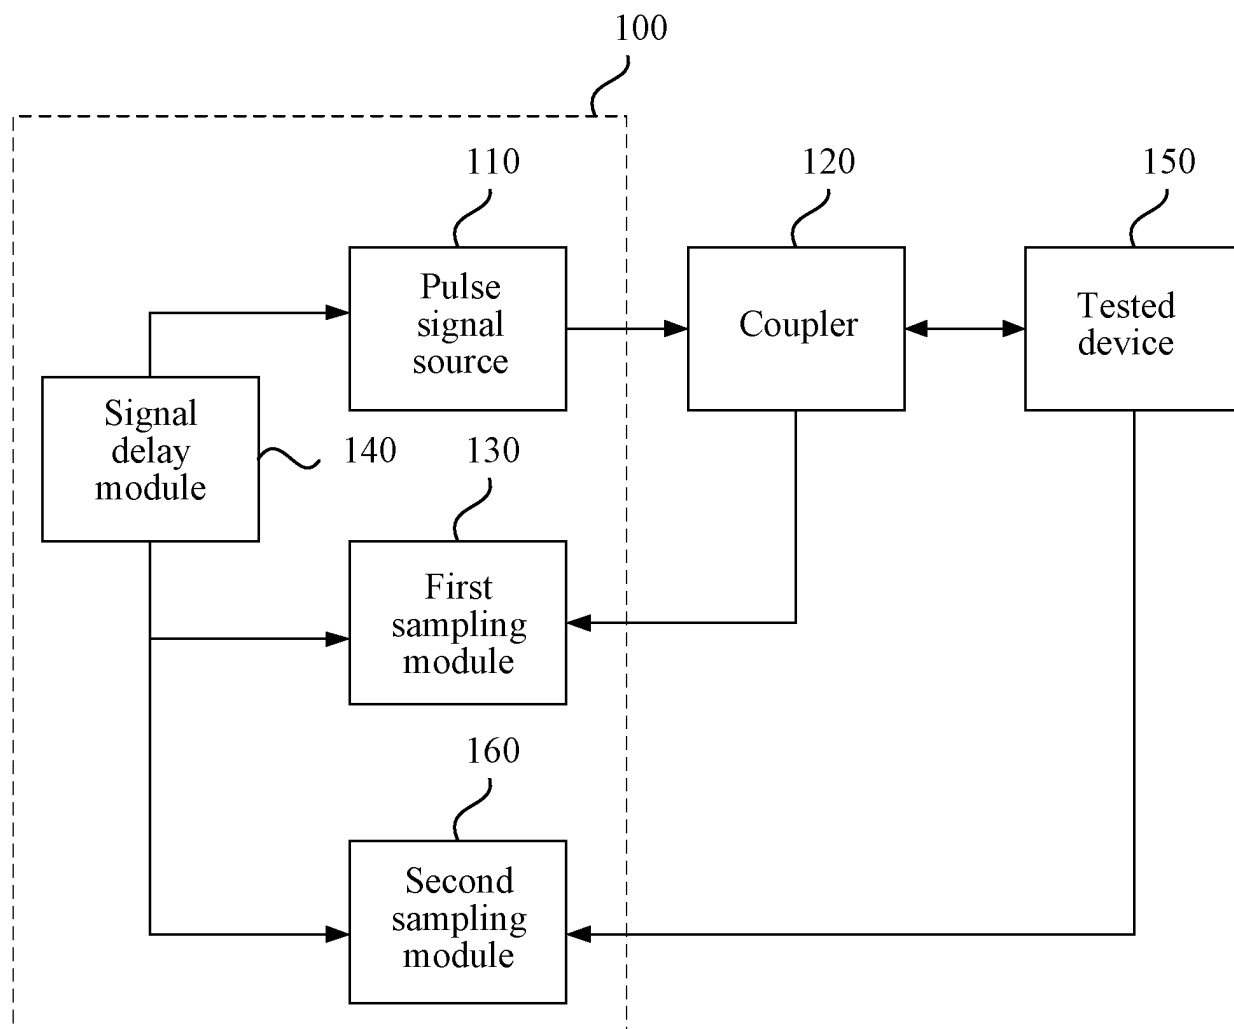 100
110
120
150
Pulse
signal
source
Coupler
Tested
device
Signal
delay
module
140
130
First
sampling
module
160
Second
sampling
module